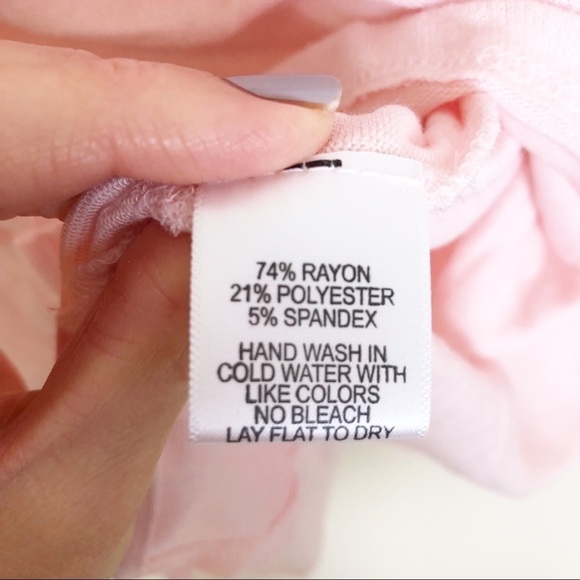 74% RAYON
21% POLYESTER
5% SPANDEX
HAND WASH IN
COLD WATER WITH
LIKE COLORS
NO BLEACH
LAY FLAT TO DRY